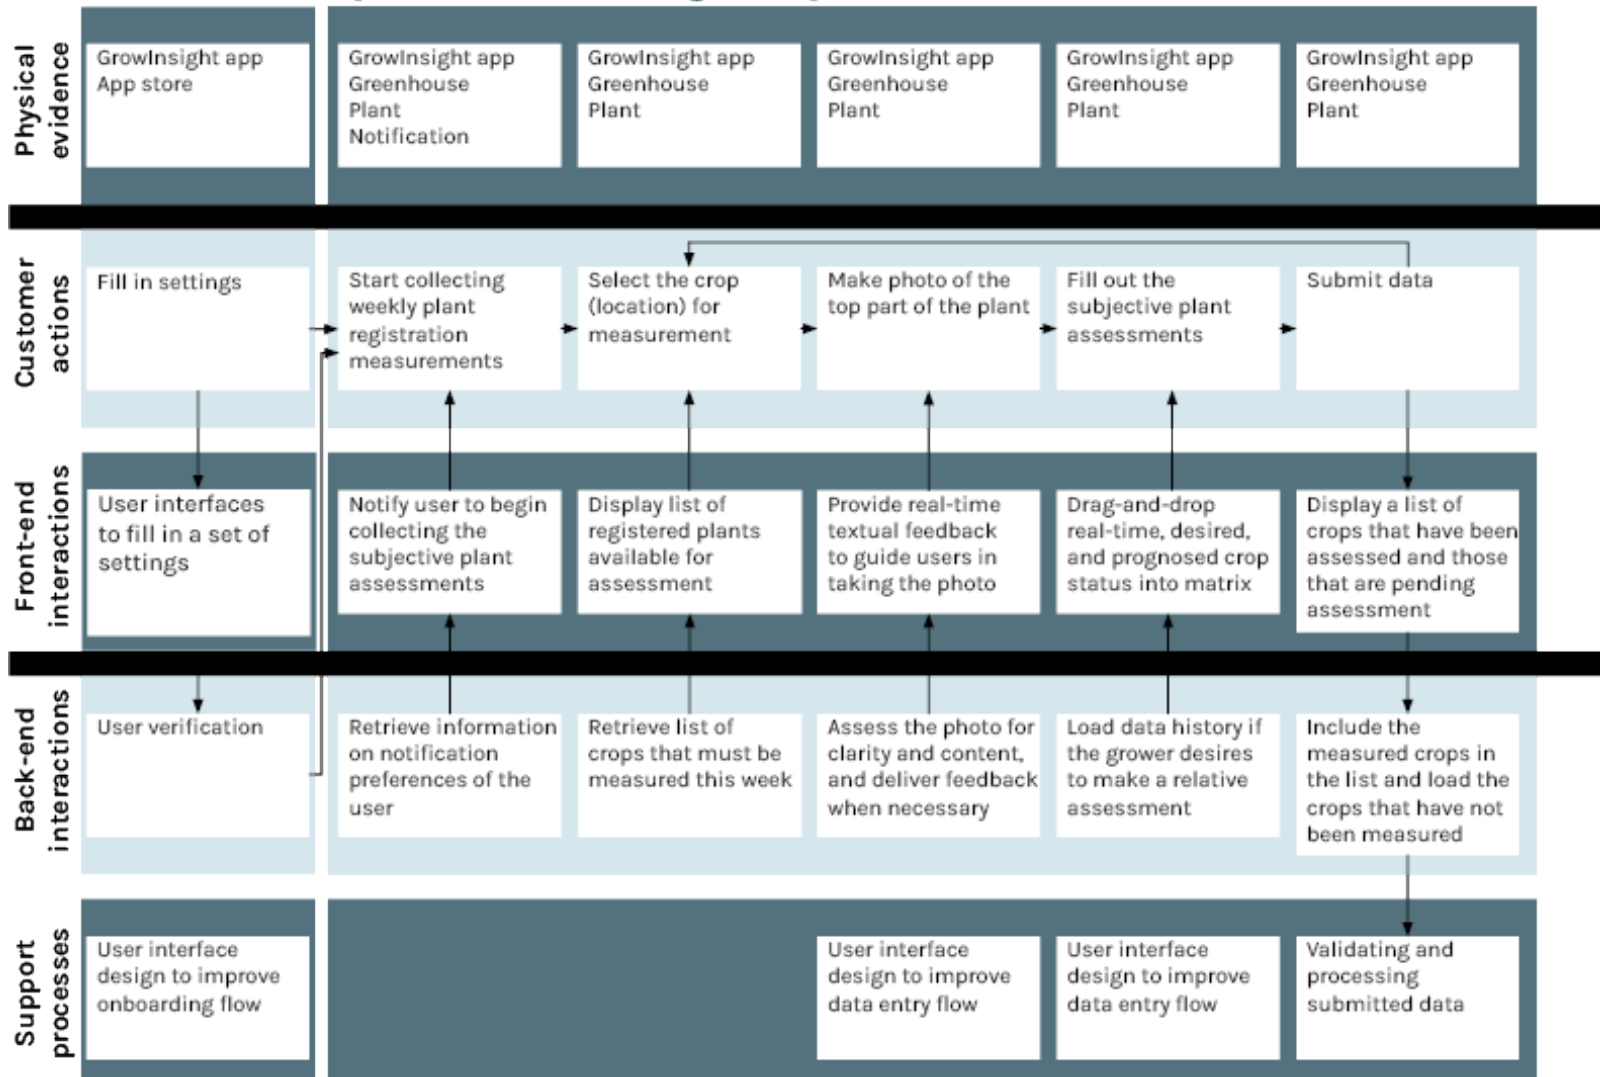 Physical
evidence
GrowInsight app
App store
GrowInsight app
Greenhouse
Plant
Notification
GrowInsight app
Greenhouse
Plant
GrowInsight app
Greenhouse
Plant
GrowInsight app
Greenhouse
Plant
GrowInsight app
Greenhouse
Plant
Customer
actions
Fill in settings
Start collecting
weekly plant
registration
measurements
Select the crop
(location) for
measurement
Make photo of the
top part of the plant
Fill out the
subjective plant
assessments
Submit data
Front-end
interactions
User interfaces
to fill in a set of
settings
Notify user to begin
collecting the
subjective plant
assessments
Display list of
registered plants
available for
assessment
Provide real-time
textual feedback
to guide users in
taking the photo
Drag-and-drop
real-time, desired,
and prognosed crop
status into matrix
Display a list of
crops that have been
assessed and those
that are pending
assessment
Back-end
interactions
User verification
Retrieve information
on notification
preferences of the
user
Retrieve list of
crops that must be
measured this week
Assess the photo for
clarity and content,
and deliver feedback
when necessary
Load data history if
the grower desires
to make a relative
assessment
Include the
measured crops in
the list and load the
crops that have not
been measured
Support
processes
User interface
design to improve
onboarding flow
User interface
design to improve
data entry flow
User interface
design to improve
data entry flow
Validating and
processing
submitted data